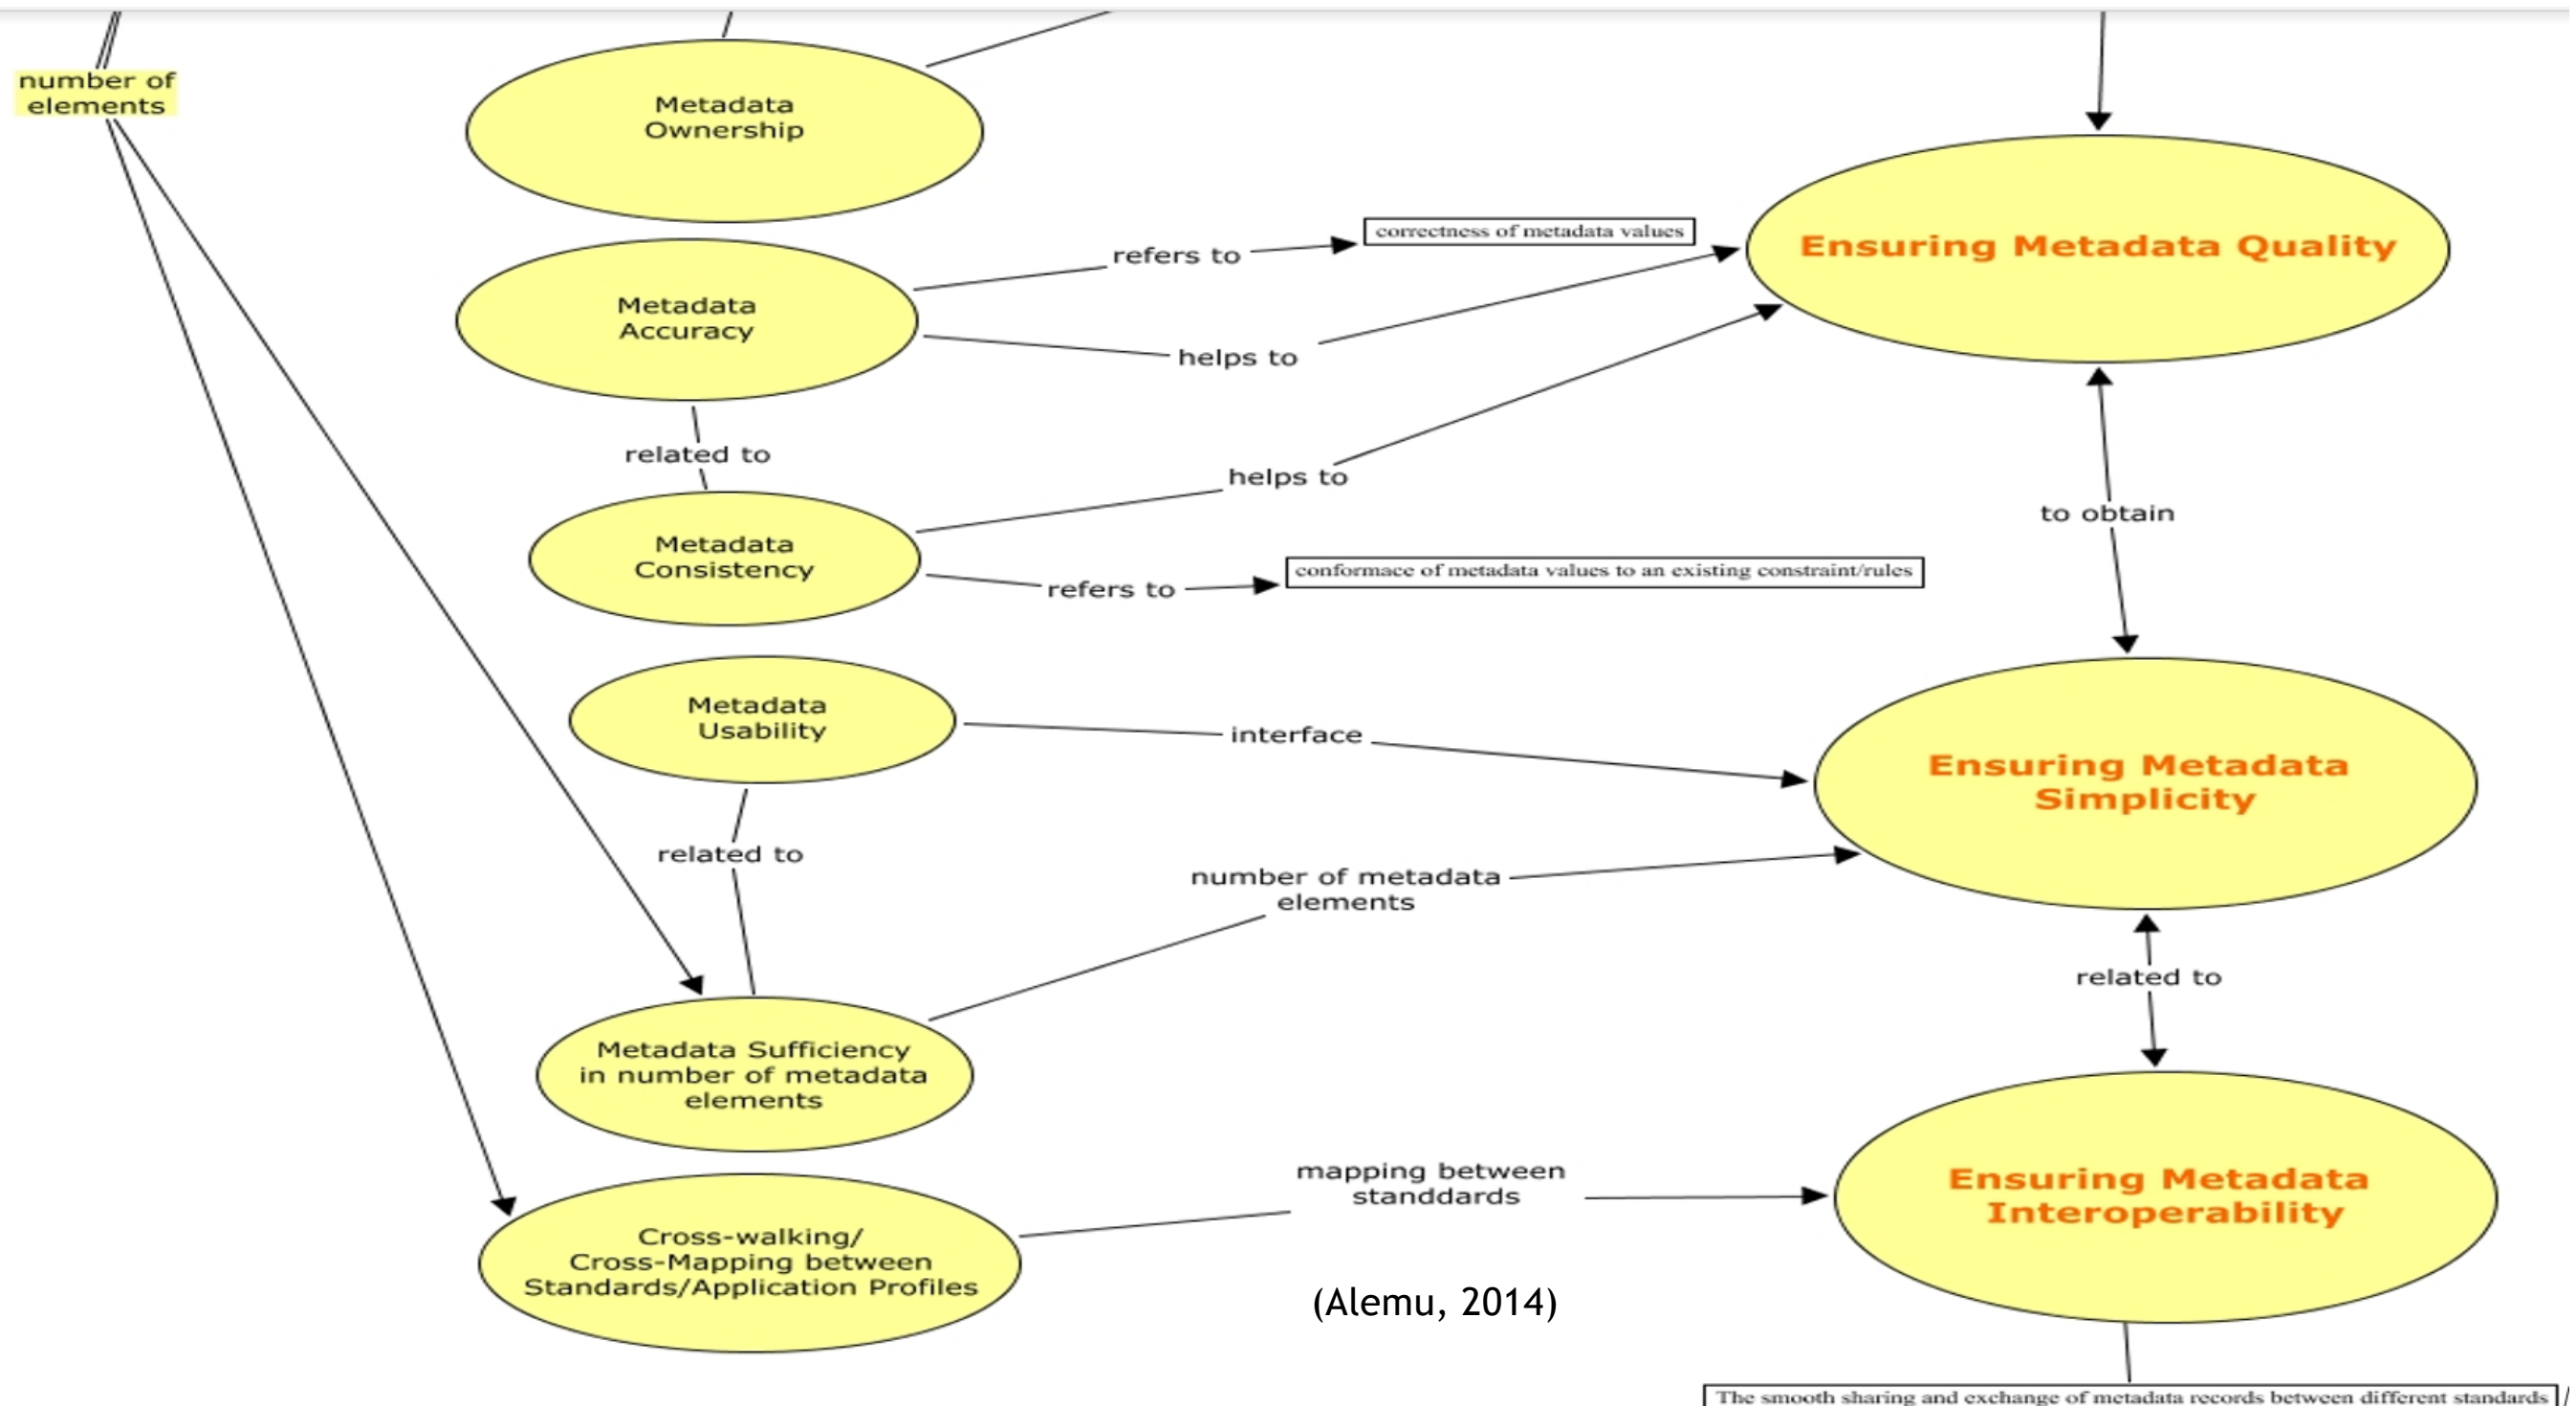 number of
elements
Metadata
Ownership
correctness of metadata values
refers to
Ensuring Metadata Quality
Metadata
Accuracy
helps to
related to
helps to
to obtain
Metadata
Consistency
conformace of metadata values to an existing constraint/rules
refers to
Metadata
Usability
interface
Ensuring Metadata
Simplicity
related to
number of metadata
elements
related to
Metadata Sufficiency
in number of metadata
elements
mapping between
standdards
Ensuring Metadata
Interoperability
Cross-walking/
Cross-Mapping between
Standards/Application Profiles
(Alemu, 2014)
The smooth sharing and exchange of metadata records between different standards